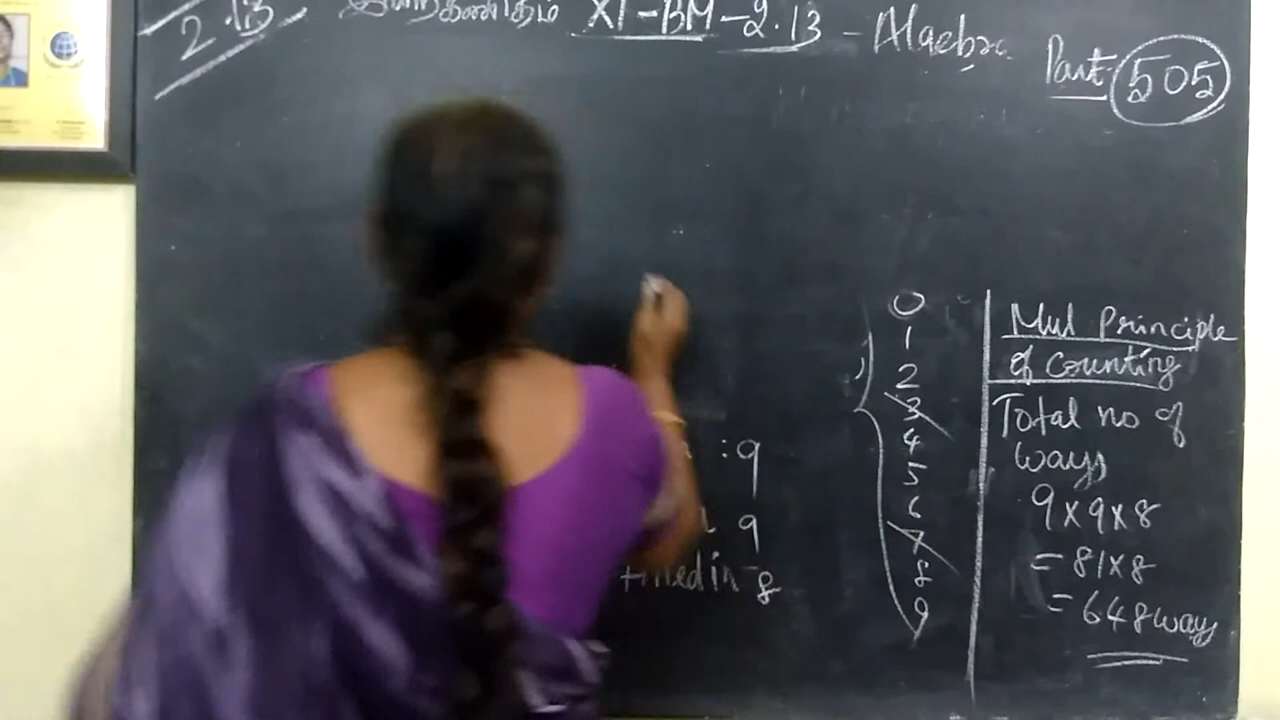 2.13
XI-BM-2.13 - Algebra
Part 505
: 9
9
filled in 8
0
1
2
3
4
5
6
7
8
9
Mul Principle
of Counting
Total no of
ways
9x9x8
= 81x8
= 648 ways